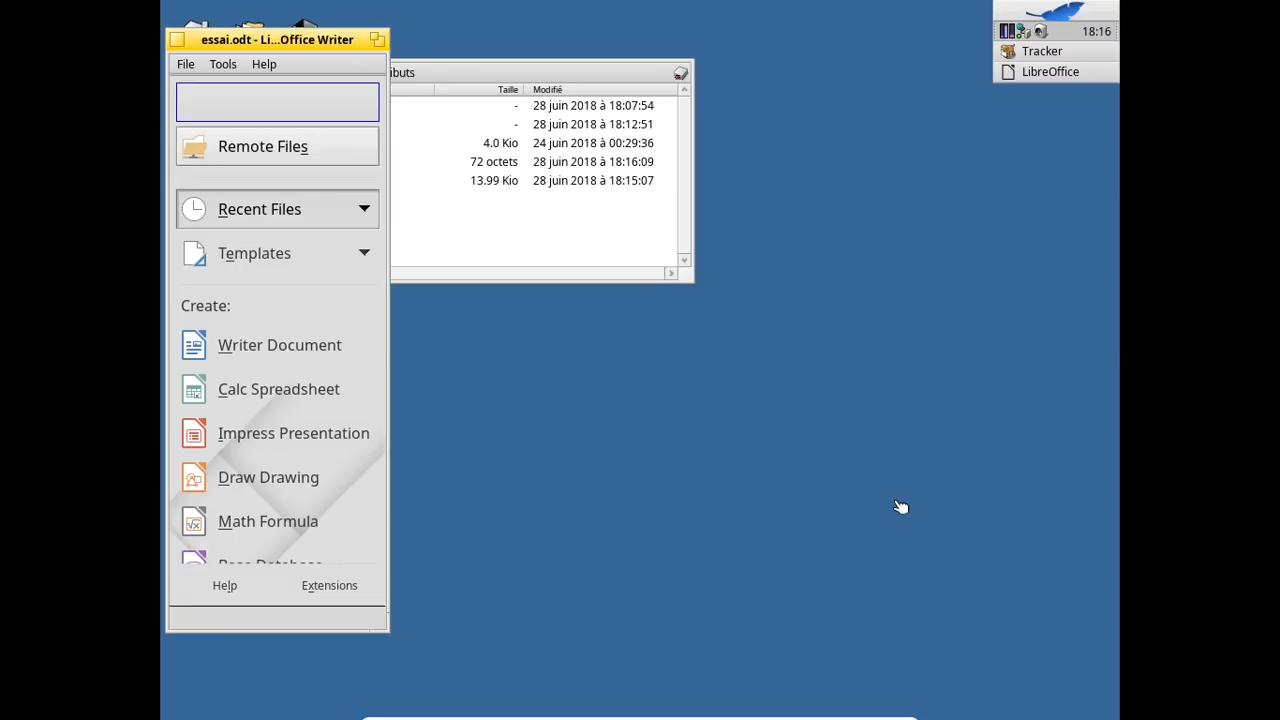 essai.odt - Li...Office Writer
File Tools Help
Remote Files
Recent Files
Templates
Create:
Writer Document
Calc Spreadsheet
Impress Presentation
Draw Drawing
Math Formula
Base Database
Help Extensions
ibuts
Taille Modifié
- 28 juin 2018 à 18:07:54
- 28 juin 2018 à 18:12:51
4.0 Kio 24 juin 2018 à 00:29:36
72 octets 28 juin 2018 à 18:16:09
13.99 Kio 28 juin 2018 à 18:15:07
18:16
Tracker
LibreOffice